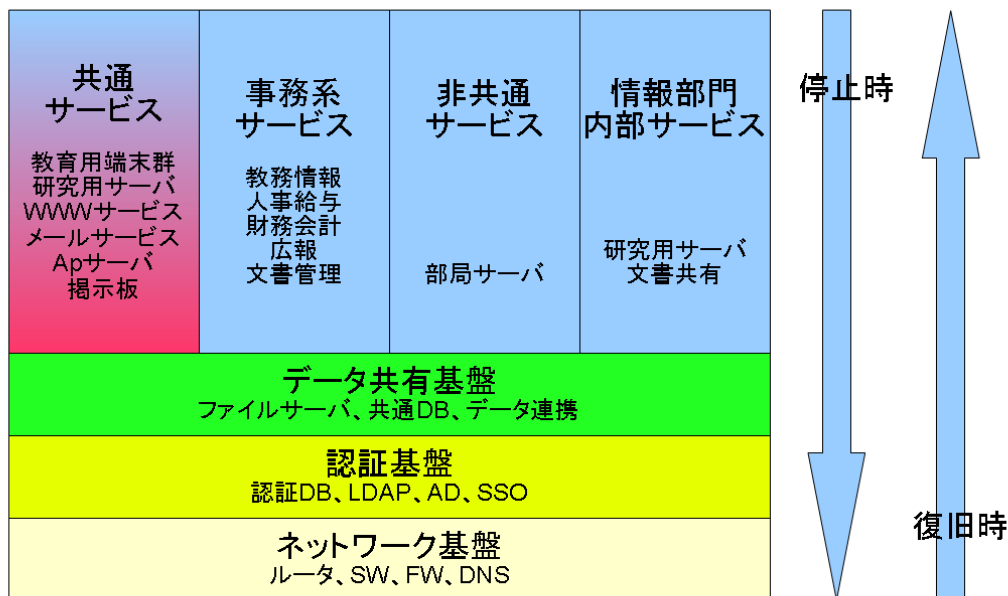 共通
サービス
教育用端末群
研究用サーバ
WWWサービス
メールサービス
Apサーバ
掲示板
事務系
サービス
教務情報
人事給与
財務会計
広報
文書管理
非共通
サービス
部局サーバ
情報部門
内部サービス
研究用サーバ
文書共有
データ共有基盤
ファイルサーバ、共通DB、データ連携
認証基盤
認証DB、LDAP、AD、SSO
ネットワーク基盤
ルータ、SW、FW、DNS
停止時
復旧時